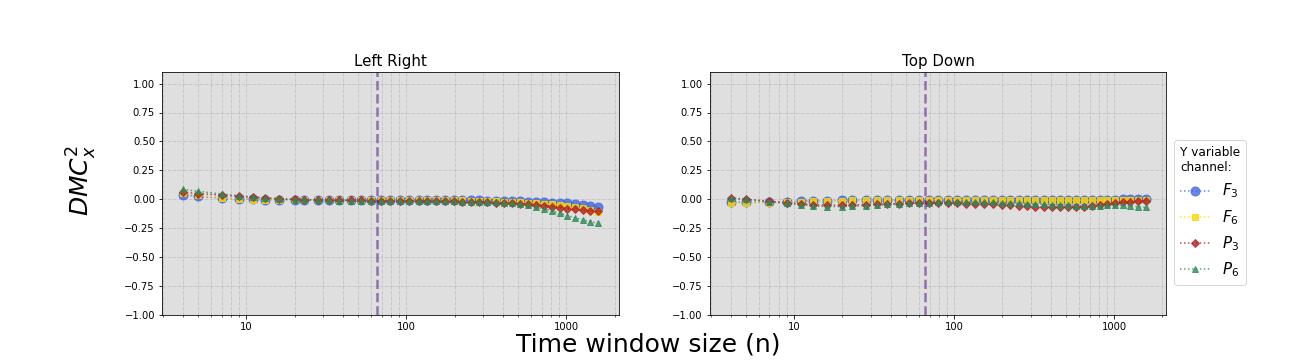 Left Right
Top Down
1.00
0.75
0.50
0.25
0.00
−0.25
−0.50
−0.75
−1.00
10
100
1000
1.00
0.75
0.50
0.25
0.00
−0.25
−0.50
−0.75
−1.00
10
100
1000
DMC²ₓ
Time window size (n)
Y variable
channel:
F₃
F₆
P₃
P₆